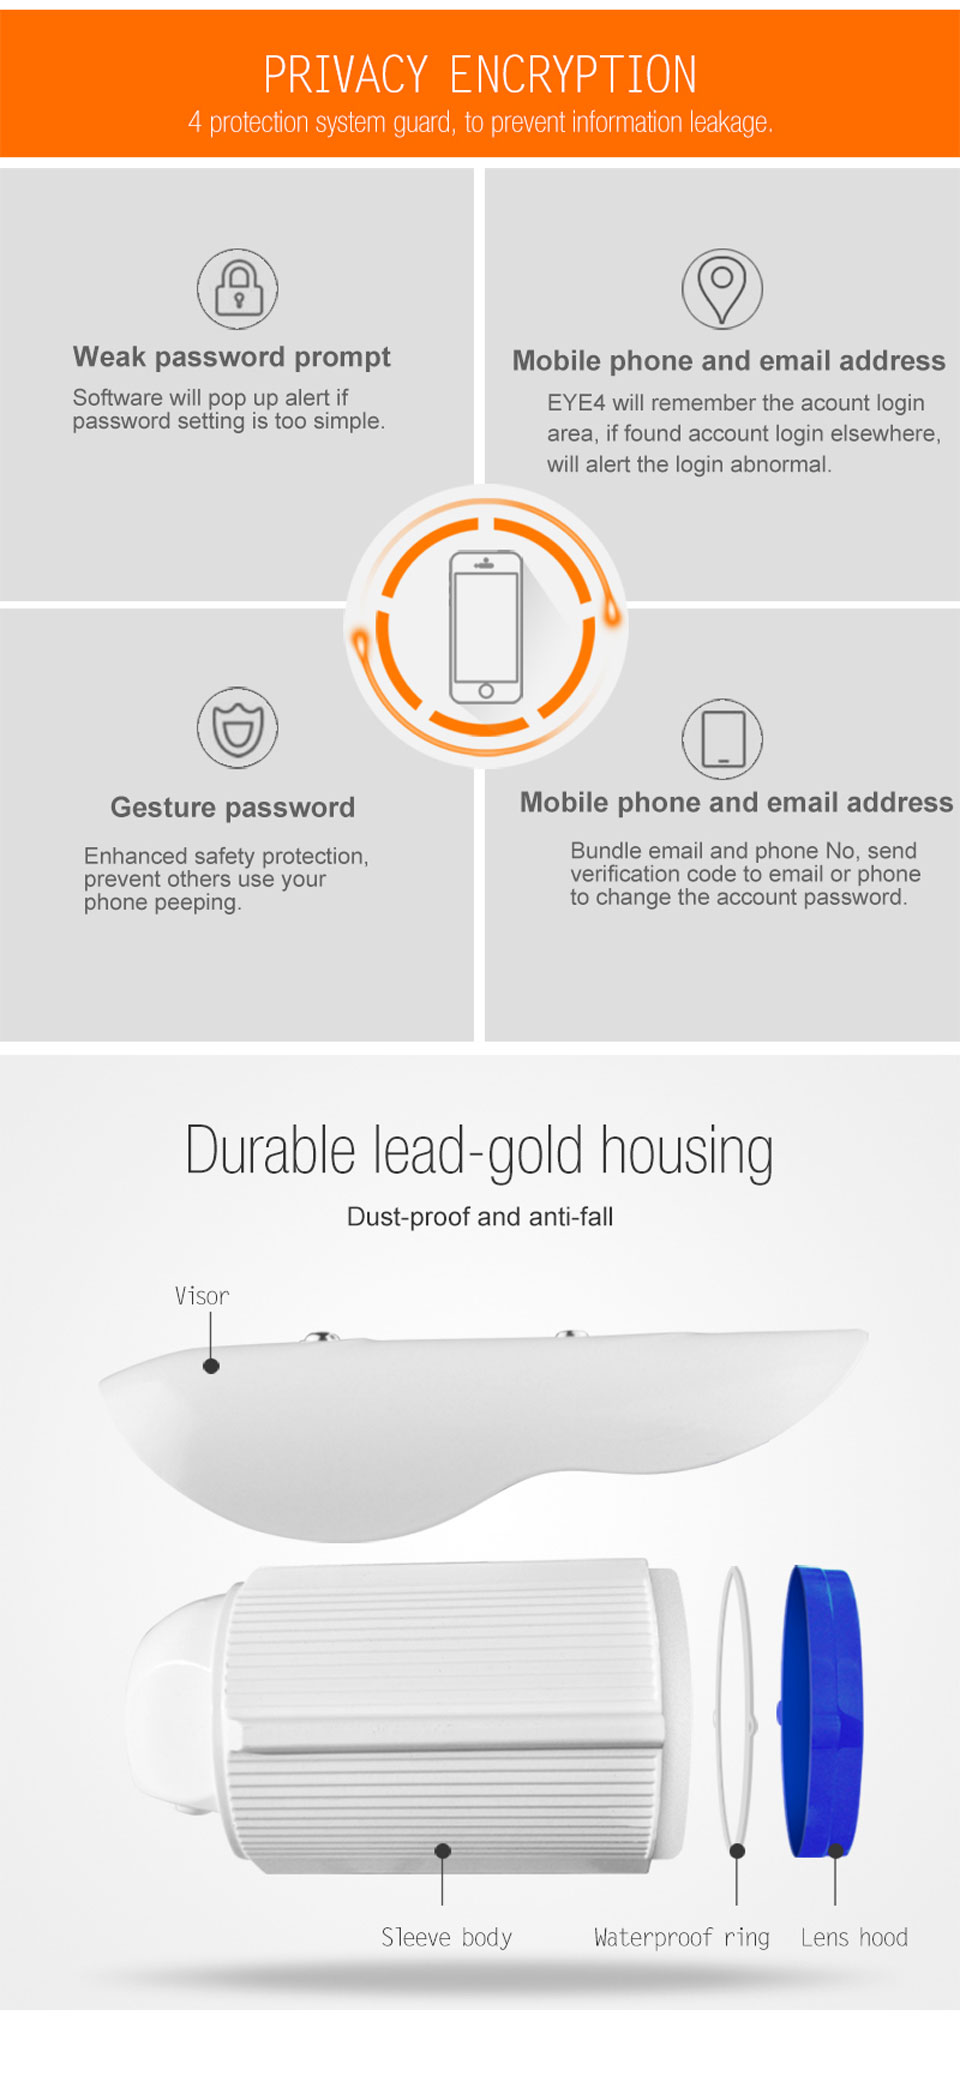 PRIVACY ENCRYPTION
4 protection system guard, to prevent information leakage.
Weak password prompt
Software will pop up alert if
password setting is too simple.
Mobile phone and email address
EYE4 will remember the acount login
area, if found account login elsewhere,
will alert the login abnormal.
Gesture password
Enhanced safety protection,
prevent others use your
phone peeping.
Mobile phone and email address
Bundle email and phone No, send
verification code to email or phone
to change the account password.
Durable lead-gold housing
Dust-proof and anti-fall
Visor
Sleeve body
Waterproof ring
Lens hood